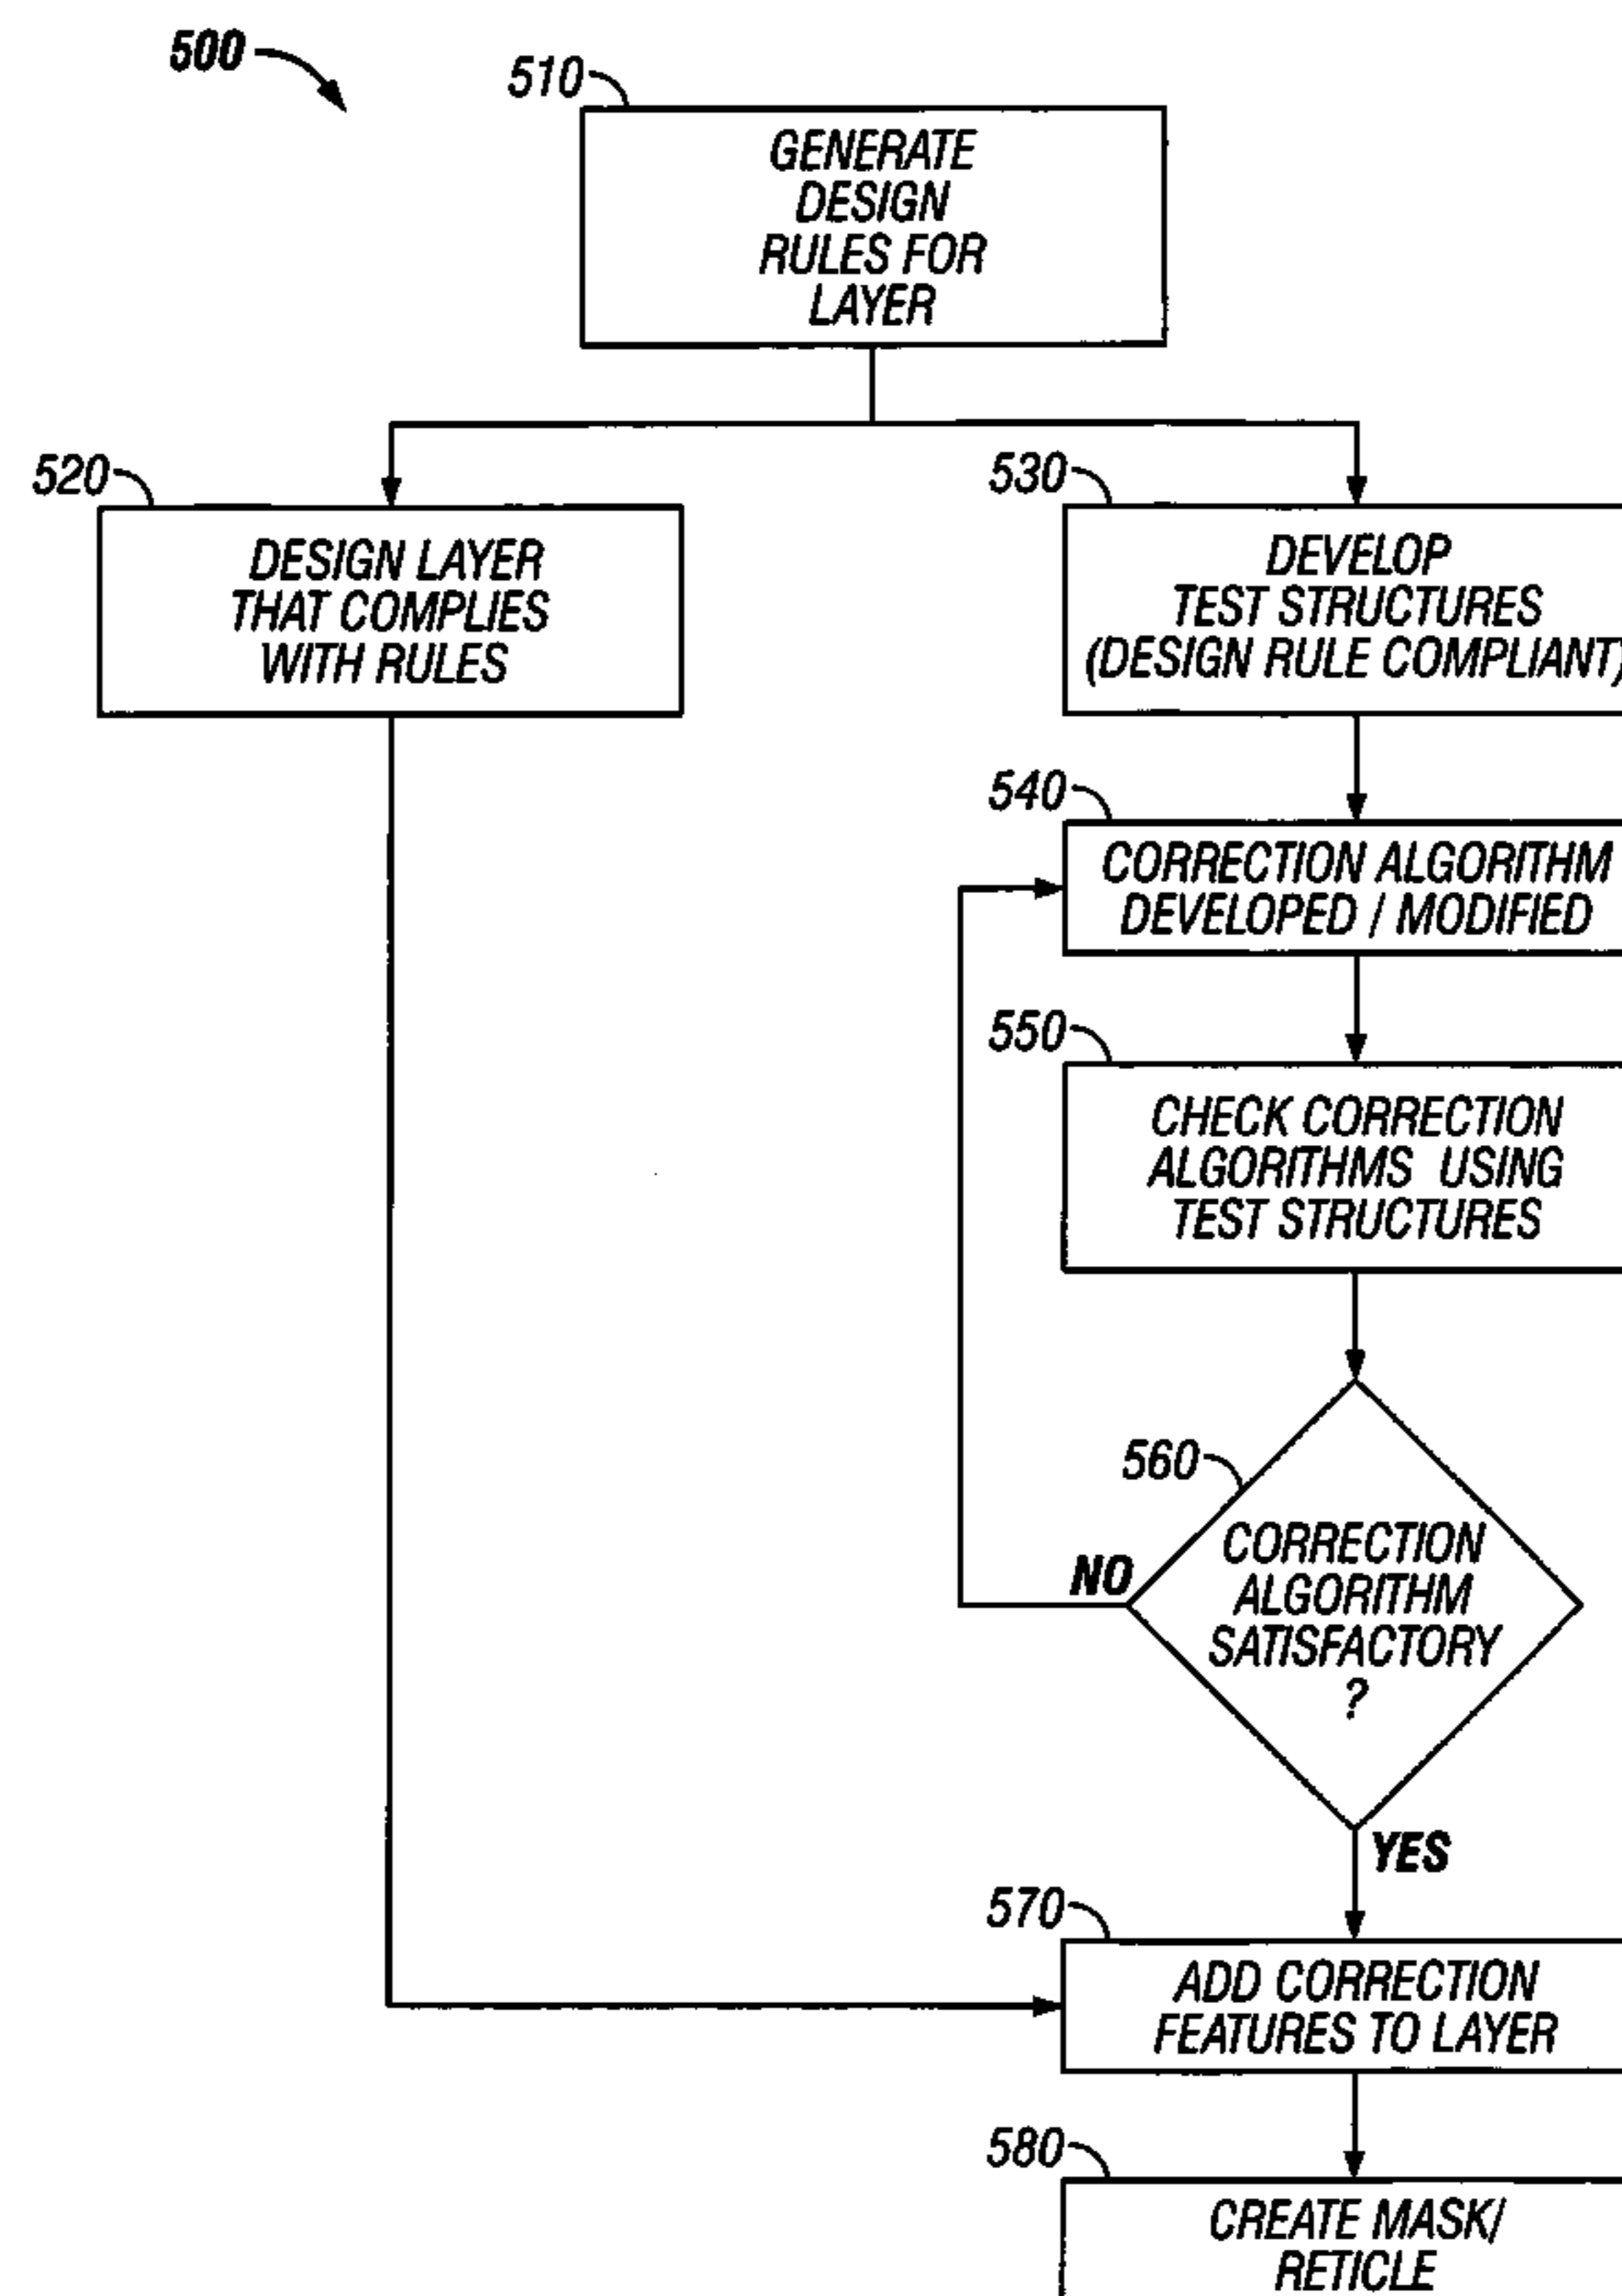 500
510
GENERATE
DESIGN
RULES FOR
LAYER
520
DESIGN LAYER
THAT COMPLIES
WITH RULES
530
DEVELOP
TEST STRUCTURES
(DESIGN RULE COMPLIANT)
540
CORRECTION ALGORITHM
DEVELOPED / MODIFIED
550
CHECK CORRECTION
ALGORITHMS USING
TEST STRUCTURES
560
CORRECTION
ALGORITHM
SATISFACTORY
?
NO
YES
570
ADD CORRECTION
FEATURES TO LAYER
580
CREATE MASK/
RETICLE